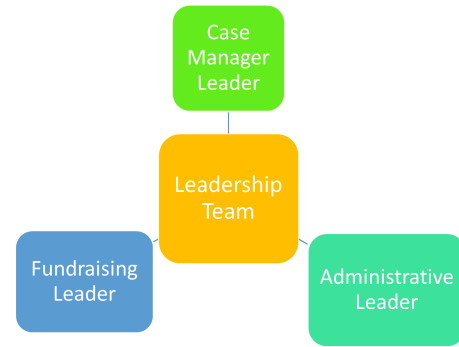 Case
Manager
Leader
Leadership
Team
Fundraising
Leader
Administrative
Leader